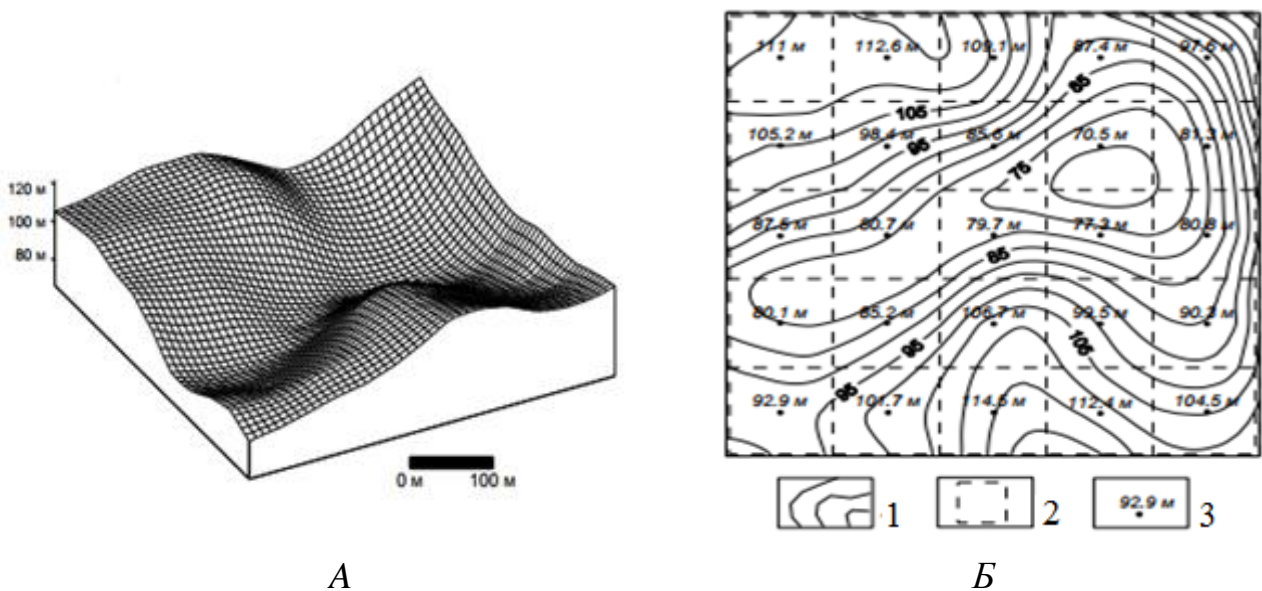 120 м
100 м
80 м
0 м 100 м
А
111 м 112.6 м 109.1 м 87.4 м 97.6 м
85
105
105.2 м 98.4 м 85.6 м 70.5 м 81.3 м
95
75
87.5 м 80.7 м 79.7 м 77.3 м 80.8 м
85
80.1 м 85.2 м 106.7 м 99.5 м 90.3 м
95 105
95
92.9 м 101.7 м 114.5 м 112.4 м 104.5 м
1 2 92.9 м 3
Б